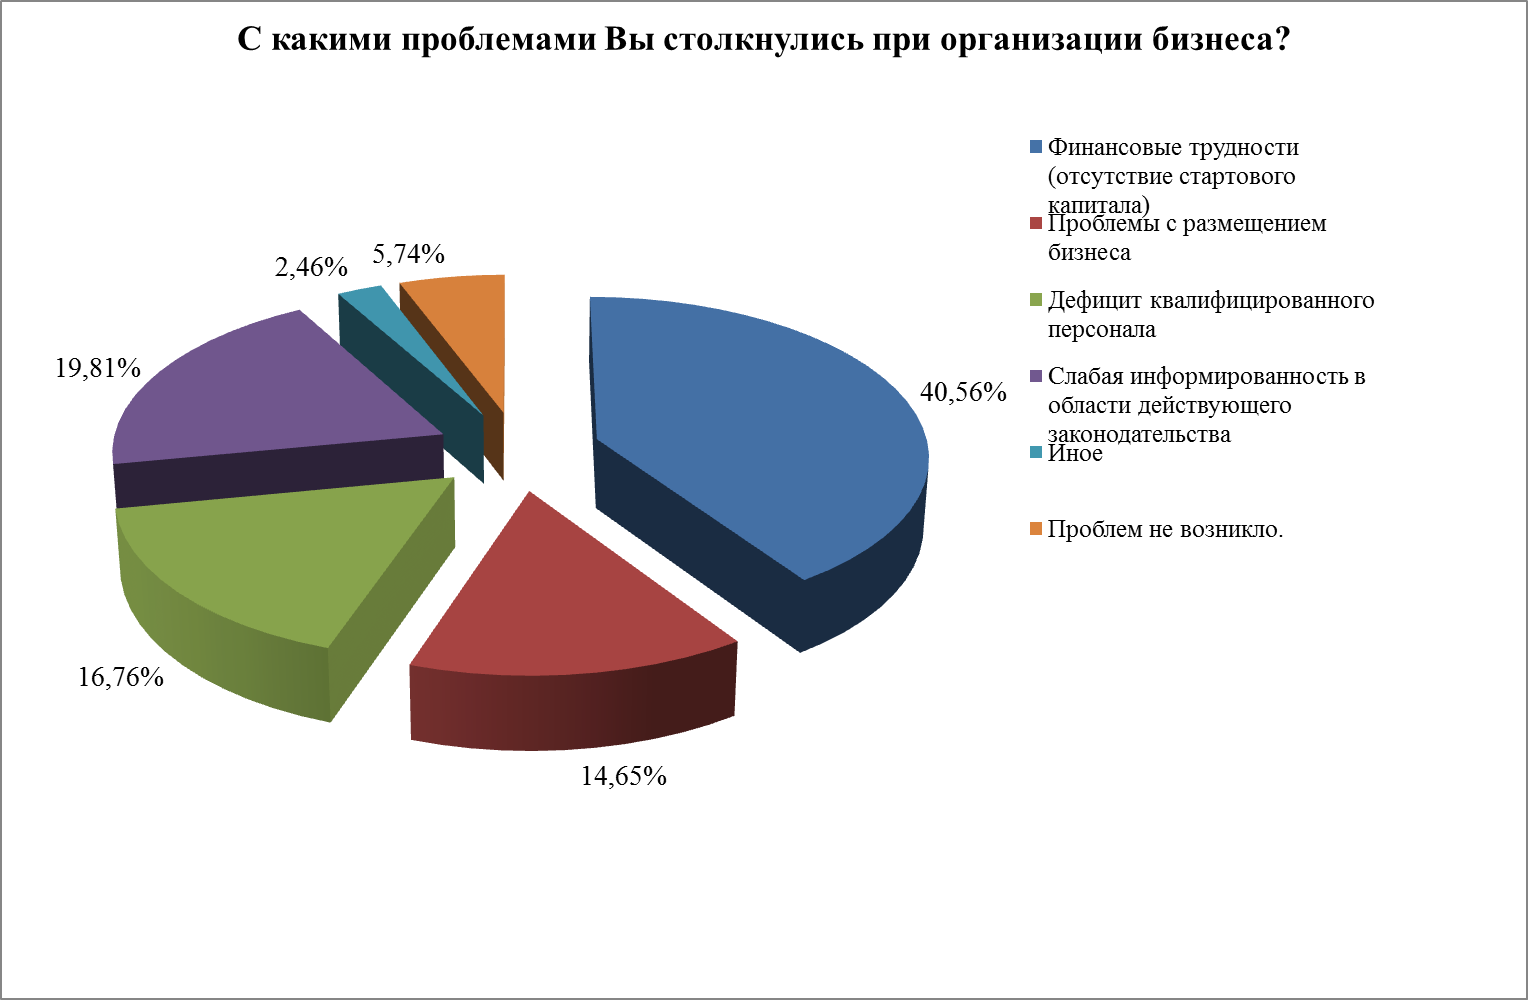 С какими проблемами Вы столкнулись при организации бизнеса?
Финансовые трудности
(отсутствие стартового
капитала)
Проблемы с размещением
бизнеса
Дефицит квалифицированного
персонала
Слабая информированность в
области действующего
законодательства
Иное
Проблем не возникло.
5,74%
2,46%
19,81%
40,56%
16,76%
14,65%